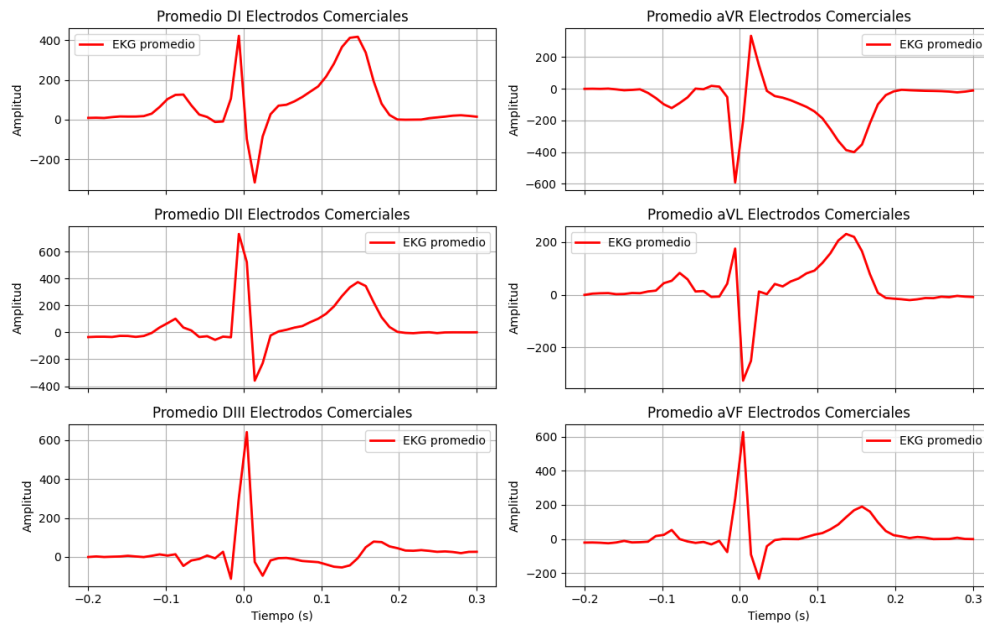 Promedio DI Electrodos Comerciales
EKG promedio
Amplitud
400
200
0
−200
Promedio aVR Electrodos Comerciales
EKG promedio
Amplitud
200
0
−200
−400
−600
Promedio DII Electrodos Comerciales
EKG promedio
Amplitud
600
400
200
0
−200
−400
Promedio aVL Electrodos Comerciales
EKG promedio
Amplitud
200
0
−200
Promedio DIII Electrodos Comerciales
EKG promedio
Amplitud
600
400
200
0
−0.2 −0.1 0.0 0.1 0.2 0.3
Tiempo (s)
Promedio aVF Electrodos Comerciales
EKG promedio
Amplitud
600
400
200
0
−200
−0.2 −0.1 0.0 0.1 0.2 0.3
Tiempo (s)